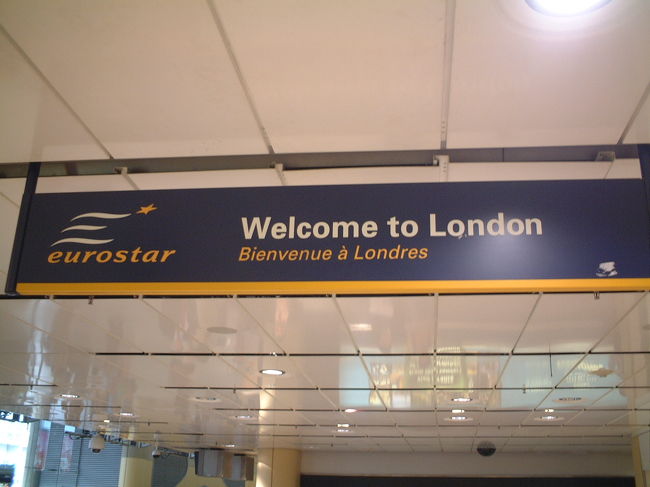 Welcome to London
Bienvenue à Londres
eurostar